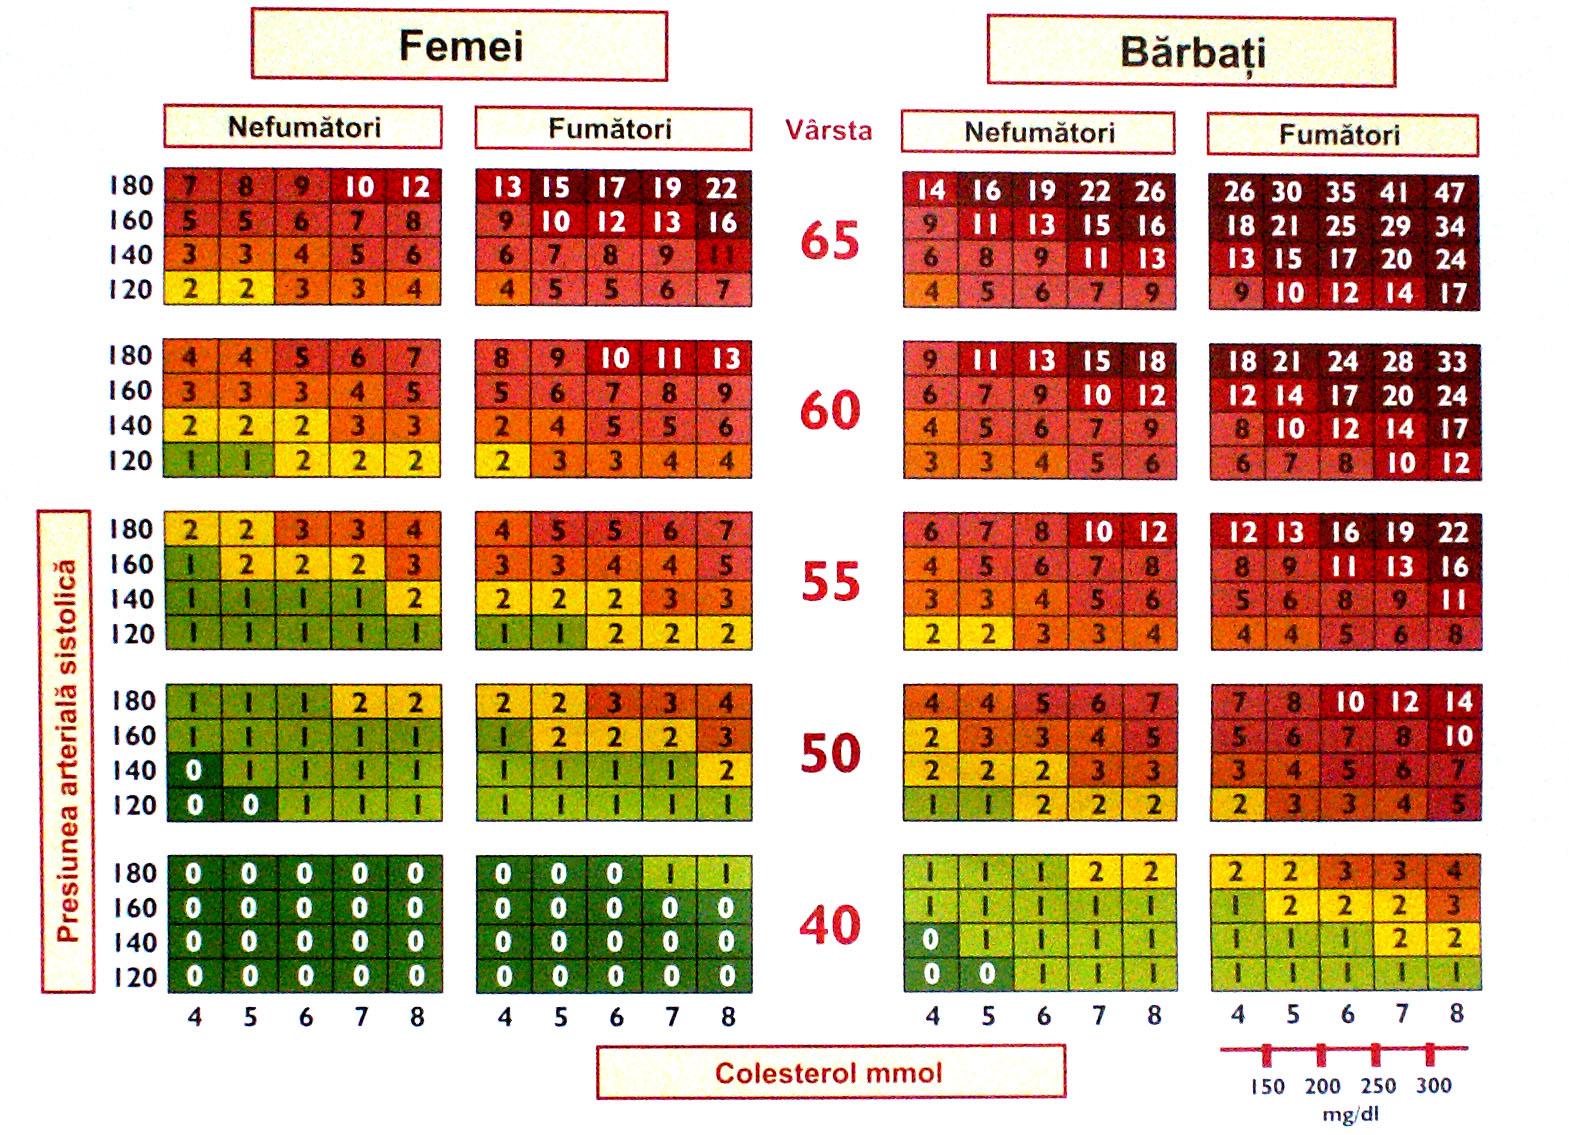 Femei Bărbați
Nefumători Fumători Vârsta Nefumători Fumători
180 7 8 9 10 12 13 15 17 19 22 14 16 19 22 26 26 30 35 41 47
160 5 5 6 7 8 9 10 12 13 16 65 9 11 13 15 16 18 21 25 29 34
140 3 3 4 5 6 6 7 8 9 11 6 8 9 11 13 13 15 17 20 24
120 2 2 3 3 4 4 5 5 6 7 4 5 6 7 9 9 10 12 14 17
180 4 4 5 6 7 8 9 10 11 13 9 11 13 15 18 18 21 24 28 33
160 3 3 3 4 5 5 6 7 8 9 60 6 7 9 10 12 12 14 17 20 24
140 2 2 2 3 3 2 4 5 5 6 4 5 6 7 9 8 10 12 14 17
120 1 1 2 2 2 2 3 3 4 4 3 3 4 5 6 6 7 8 10 12
Presiunea arterială sistolică
180 2 2 3 3 4 4 5 5 6 7 6 7 8 10 12 12 13 16 19 22
160 1 2 2 2 3 3 3 4 4 5 55 4 5 6 7 8 8 9 11 13 16
140 1 1 1 1 2 2 2 2 3 3 3 3 4 5 6 5 6 8 9 11
120 1 1 1 1 1 1 1 2 2 2 2 2 3 3 4 4 4 5 6 8
180 1 1 1 2 2 2 2 3 3 4 4 4 5 6 7 7 8 10 12 14
160 1 1 1 1 1 1 2 2 2 3 50 2 3 3 4 5 5 6 7 8 10
140 0 1 1 1 1 1 1 1 1 2 2 2 2 3 3 3 4 5 6 7
120 0 0 1 1 1 1 1 1 1 1 1 1 2 2 2 2 3 3 4 5
180 0 0 0 0 0 0 0 0 1 1 1 1 1 2 2 2 2 3 3 4
160 0 0 0 0 0 0 0 0 0 0 40 1 1 1 1 1 1 2 2 2 3
140 0 0 0 0 0 0 0 0 0 0 0 1 1 1 1 1 1 1 2 2
120 0 0 0 0 0 0 0 0 0 0 0 0 1 1 1 1 1 1 1 1
4 5 6 7 8 4 5 6 7 8 4 5 6 7 8 4 5 6 7 8
Colesterol mmol
150 200 250 300
mg/dl